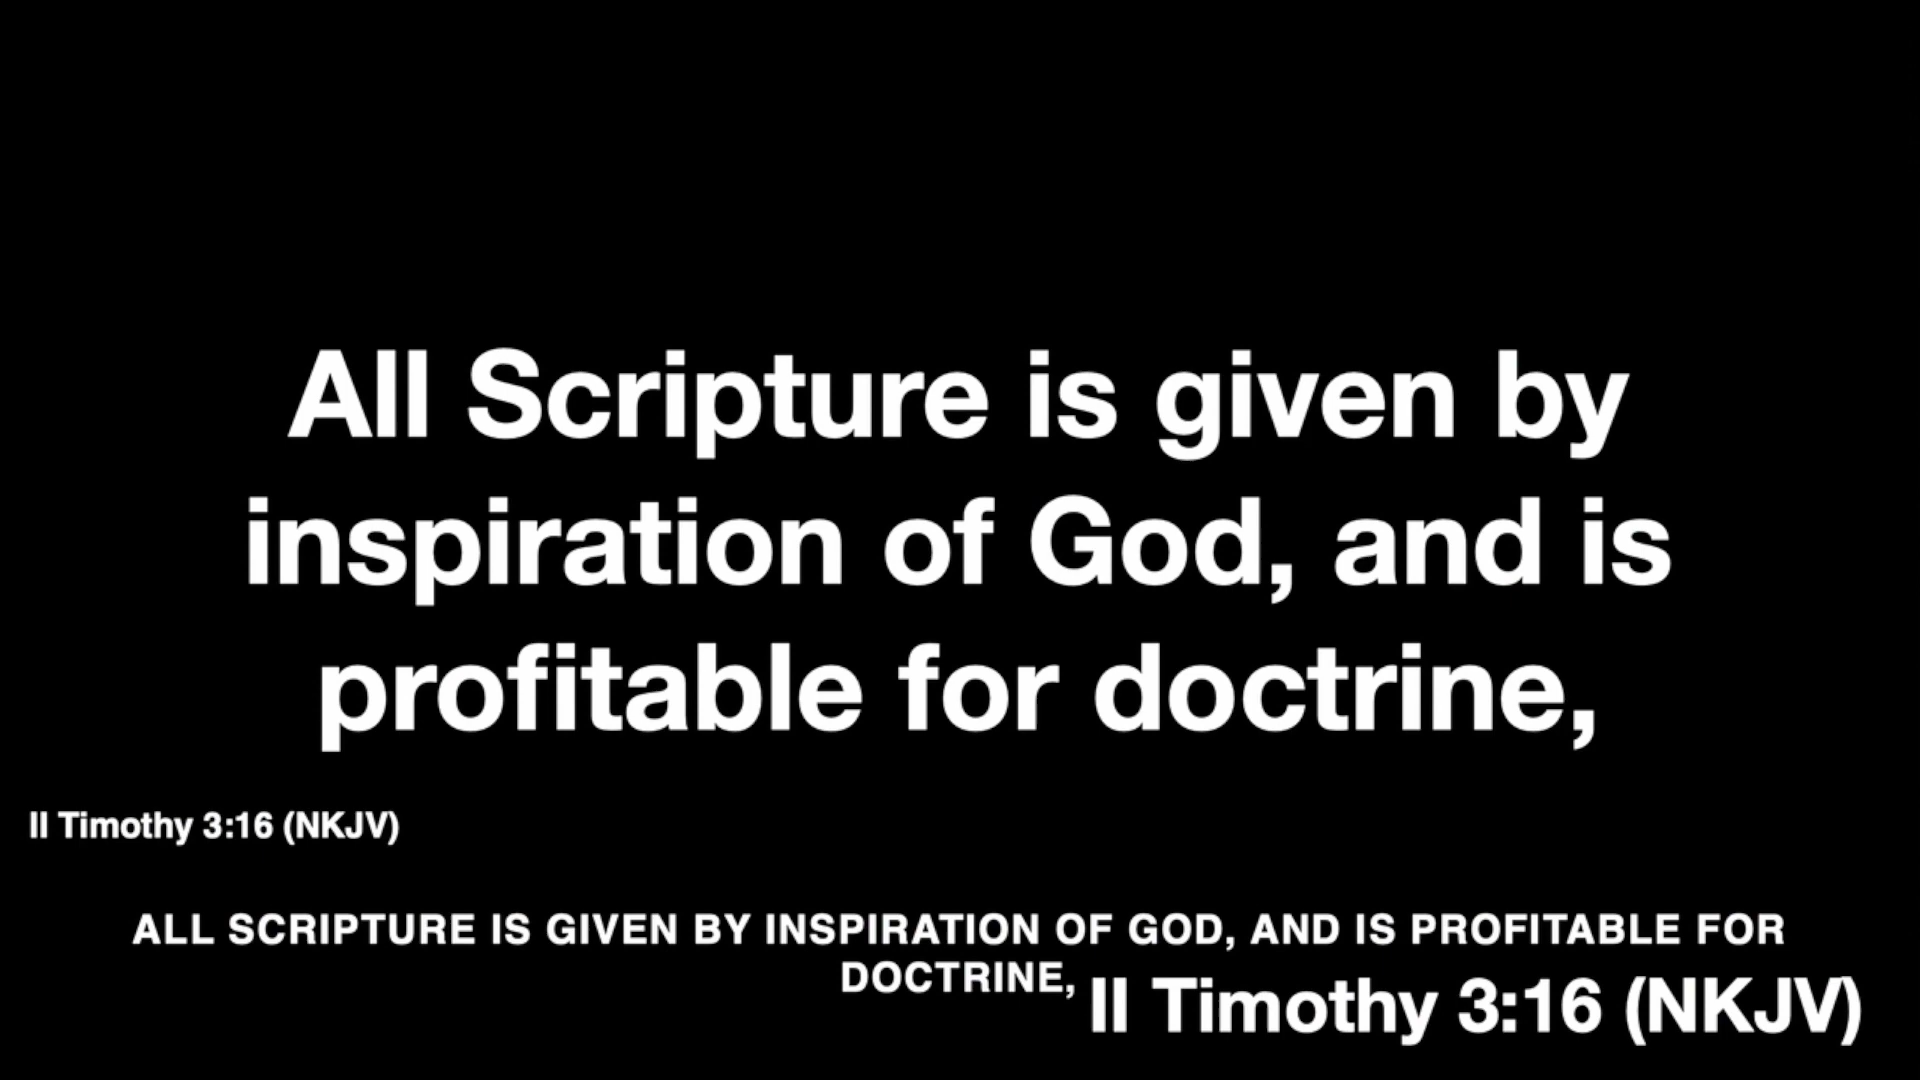 All Scripture is given by
inspiration of God, and is
profitable for doctrine,
II Timothy 3:16 (NKJV)
ALL SCRIPTURE IS GIVEN BY INSPIRATION OF GOD, AND IS PROFITABLE FOR
DOCTRINE,
II Timothy 3:16 (NKJV)